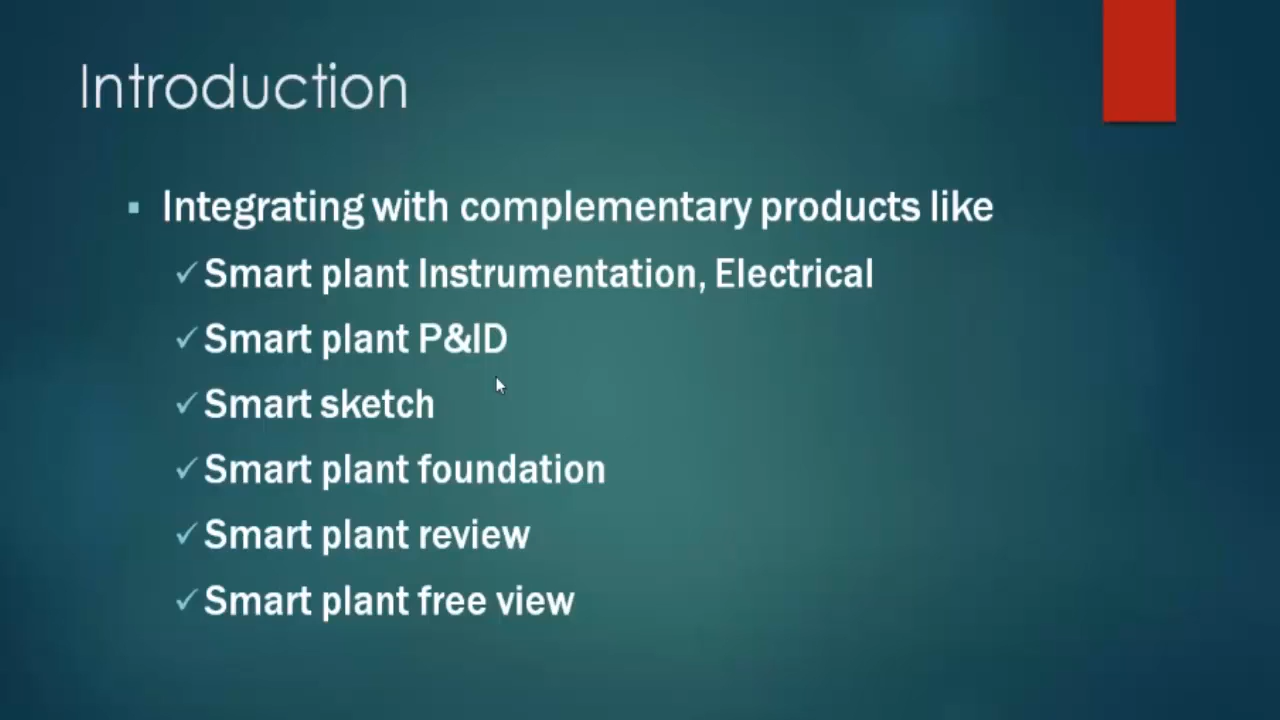 Introduction
Integrating with complementary products like
Smart plant Instrumentation, Electrical
Smart plant P&ID
Smart sketch
Smart plant foundation
Smart plant review
Smart plant free view